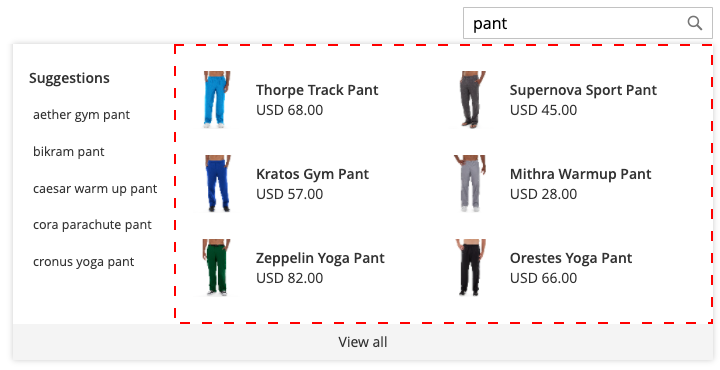 pant
Suggestions
aether gym pant
bikram pant
caesar warm up pant
cora parachute pant
cronus yoga pant
Thorpe Track Pant
USD 68.00
Supernova Sport Pant
USD 45.00
Kratos Gym Pant
USD 57.00
Mithra Warmup Pant
USD 28.00
Zeppelin Yoga Pant
USD 82.00
Orestes Yoga Pant
USD 66.00
View all